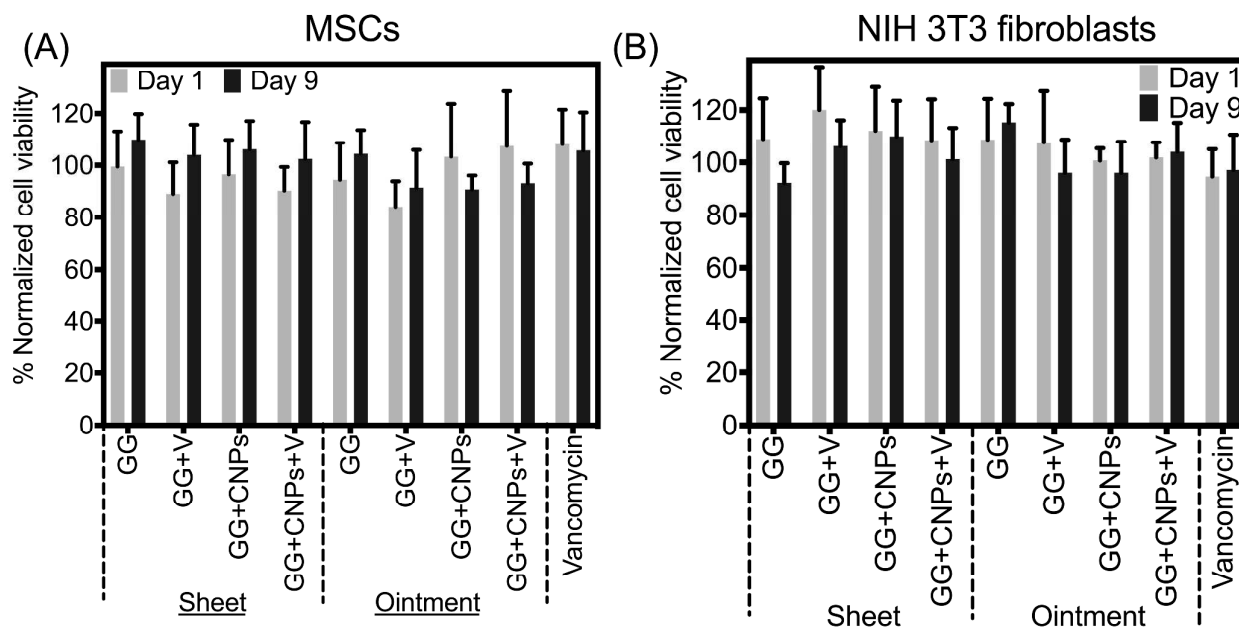 (A)
MSCs
Day 1
Day 9
% Normalized cell viability
120
100
80
60
40
20
0
GG
GG+V
GG+CNPs
GG+CNPs+V
GG
GG+V
GG+CNPs
GG+CNPs+V
Vancomycin
Sheet
Ointment
(B)
NIH 3T3 fibroblasts
Day 1
Day 9
% Normalized cell viability
120
100
80
60
40
20
0
GG
GG+V
GG+CNPs
GG+CNPs+V
GG
GG+V
GG+CNPs
GG+CNPs+V
Vancomycin
Sheet
Ointment